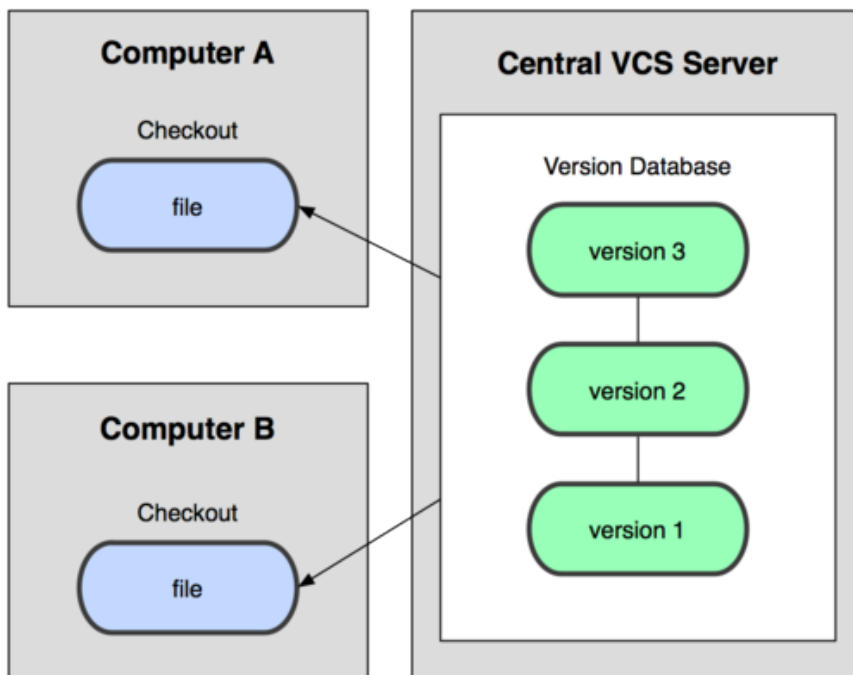 Computer A
Checkout
file
Computer B
Checkout
file
Central VCS Server
Version Database
version 3
version 2
version 1